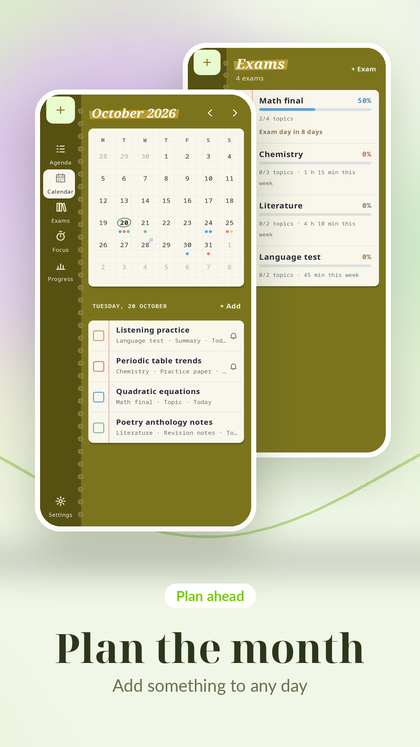 +
Exams
4 exams
+ Exam
Math final 50%
2/4 topics
Exam day in 8 days
Chemistry 0%
0/3 topics · 1 h 15 min this
week
Literature 0%
0/2 topics · 4 h 10 min this
week
Language test 0%
0/2 topics · 45 min this week
+
Agenda
Calendar
Exams
Focus
Progress
Settings
October 2026
M T W T F S S
28 29 30 1 2 3 4
5 6 7 8 9 10 11
12 13 14 15 16 17 18
19 20 21 22 23 24 25
26 27 28 29 30 31 1
2 3 4 5 6 7 8
TUESDAY, 20 OCTOBER + Add
Listening practice
Language test · Summary · Tod…
Periodic table trends
Chemistry · Practice paper · …
Quadratic equations
Math final · Topic · Today
Poetry anthology notes
Literature · Revision notes · To…
Plan ahead
Plan the month
Add something to any day